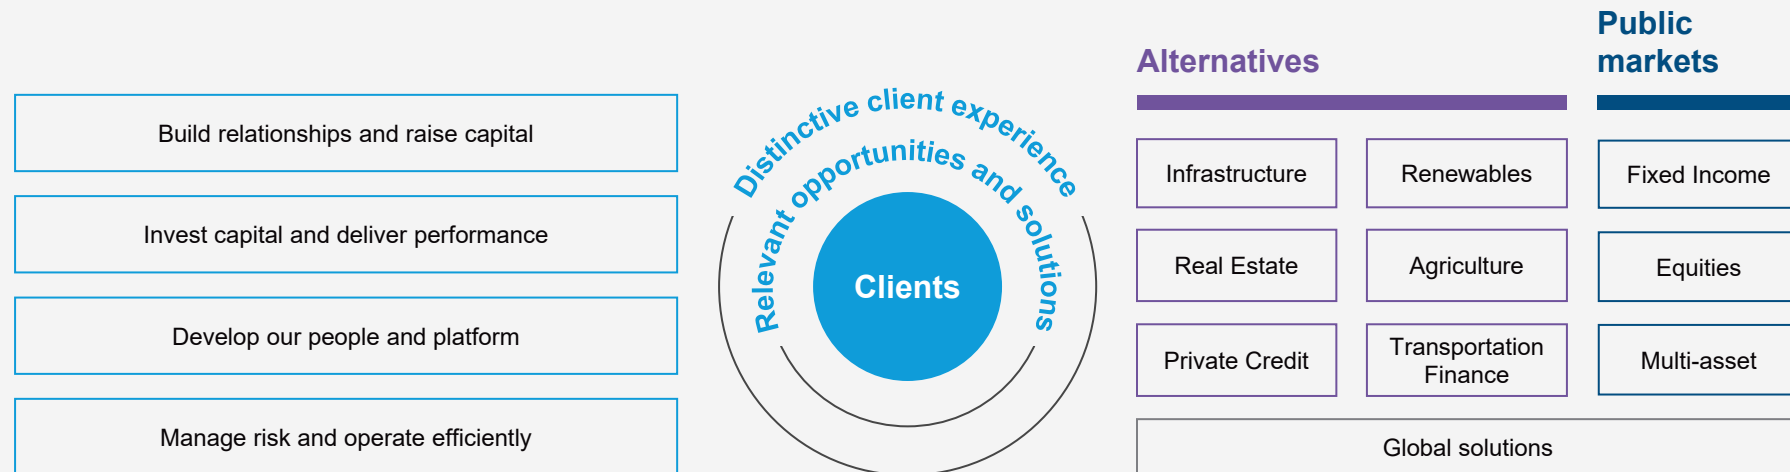 Build relationships and raise capital
Invest capital and deliver performance
Develop our people and platform
Manage risk and operate efficiently
Distinctive client experience
Relevant opportunities and solutions
Clients
Alternatives
Infrastructure
Renewables
Real Estate
Agriculture
Private Credit
Transportation
Finance
Public
markets
Fixed Income
Equities
Multi-asset
Global solutions